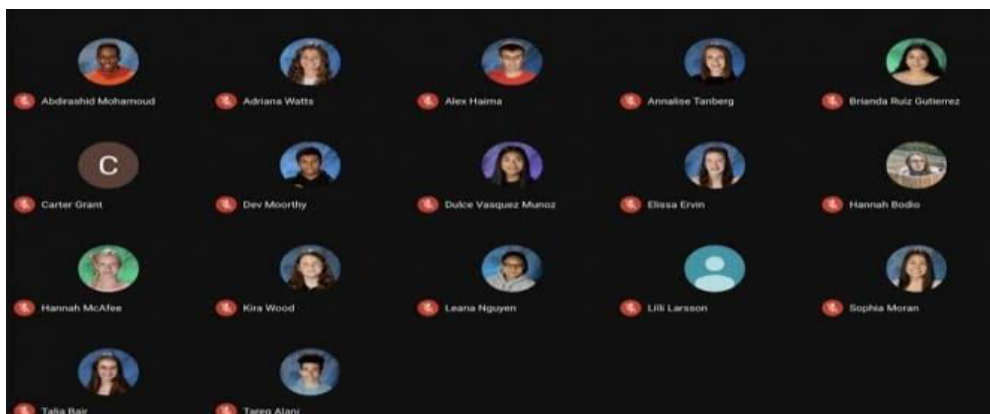 Abdirashid Mohamoud
Adriana Watts
Alex Haima
Annalise Tanberg
Brianda Ruiz Gutierrez
C
Carter Grant
Dev Moorthy
Dulce Vasquez Munoz
Elissa Ervin
Hannah Bodio
Hannah McAfee
Kira Wood
Leana Nguyen
Lilli Larsson
Sophia Moran
Talia Bair
Tareq Alani